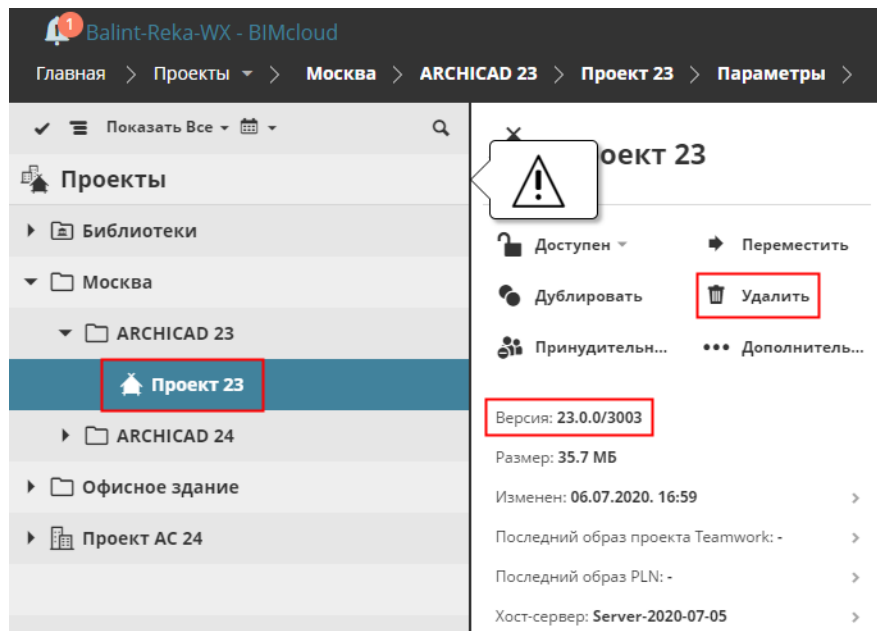 1
Balint-Reka-WX - BIMcloud
Главная > Проекты > Москва > ARCHICAD 23 > Проект 23 > Параметры >
Показать Все
Проекты
Библиотеки
Москва
ARCHICAD 23
Проект 23
ARCHICAD 24
Офисное здание
Проект АС 24
оект 23
Доступен
Переместить
Дублировать
Удалить
Принудительн...
Дополнитель...
Версия: 23.0.0/3003
Размер: 35.7 МБ
Изменен: 06.07.2020. 16:59
Последний образ проекта Teamwork: -
Последний образ PLN: -
Хост-сервер: Server-2020-07-05